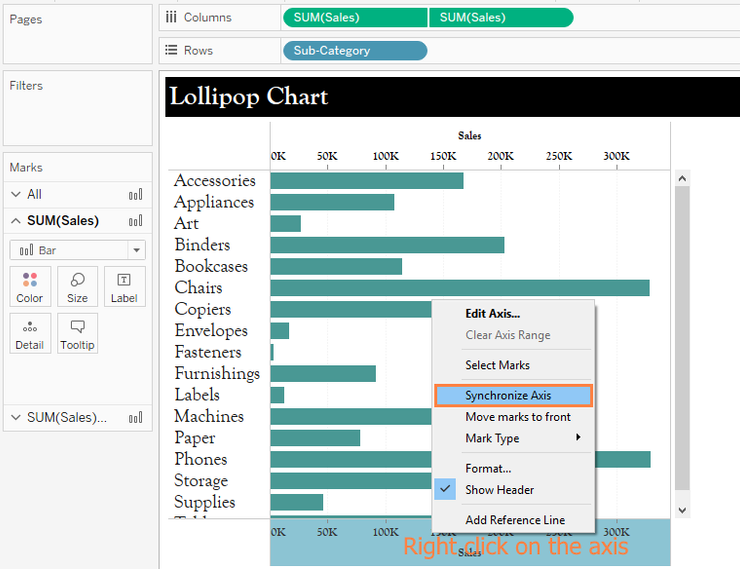 Pages
Columns
SUM(Sales) SUM(Sales)
Rows
Sub-Category
Filters
Lollipop Chart
Marks
All
SUM(Sales)
Bar
Color Size Label
Detail Tooltip
SUM(Sales)...
Sales
0K 50K 100K 150K 200K 250K 300K
Accessories
Appliances
Art
Binders
Bookcases
Chairs
Copiers
Envelopes
Fasteners
Furnishings
Labels
Machines
Paper
Phones
Storage
Supplies
Edit Axis...
Clear Axis Range
Select Marks
Synchronize Axis
Move marks to front
Mark Type
Format...
Show Header
Add Reference Line
0K 50K 100K 150K 200K 250K 300K
Right click on the axis
Sales